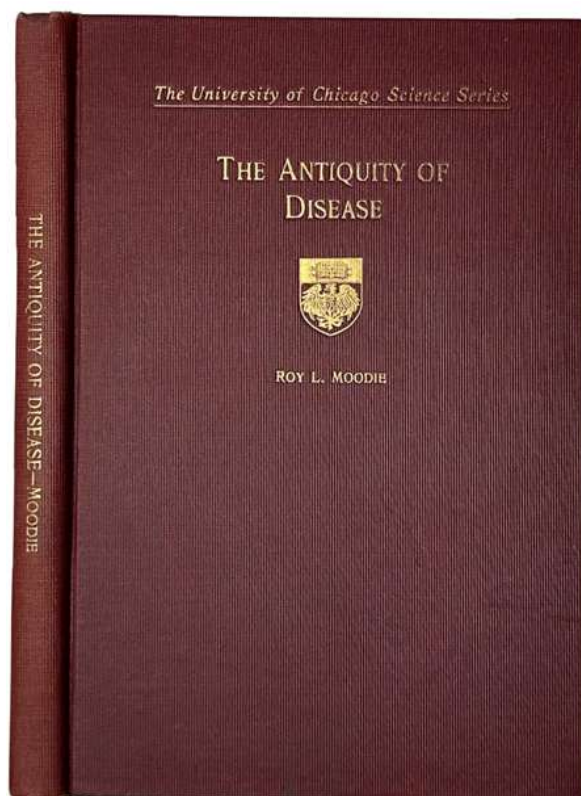 The University of Chicago Science Series
THE ANTIQUITY OF
DISEASE
ROY L. MOODIE
THE ANTIQUITY OF DISEASE—MOODIE